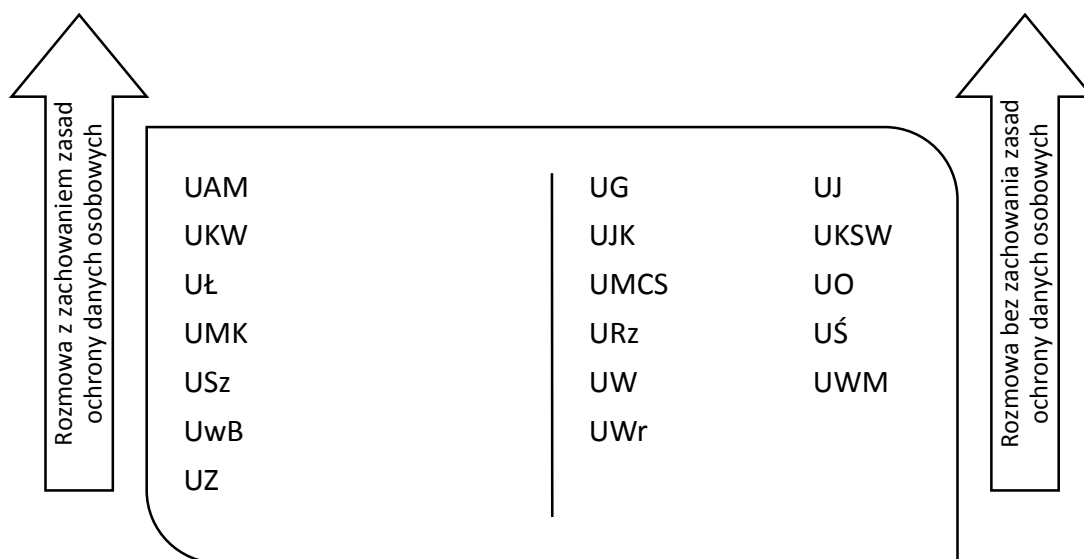 Rozmowa z zachowaniem zasad
ochrony danych osobowych
UAM
UKW
UŁ
UMK
USz
UwB
UZ
UG
UJK
UMCS
URz
UW
UWr
UJ
UKSW
UO
UŚ
UWM
Rozmowa bez zachowania zasad
ochrony danych osobowych